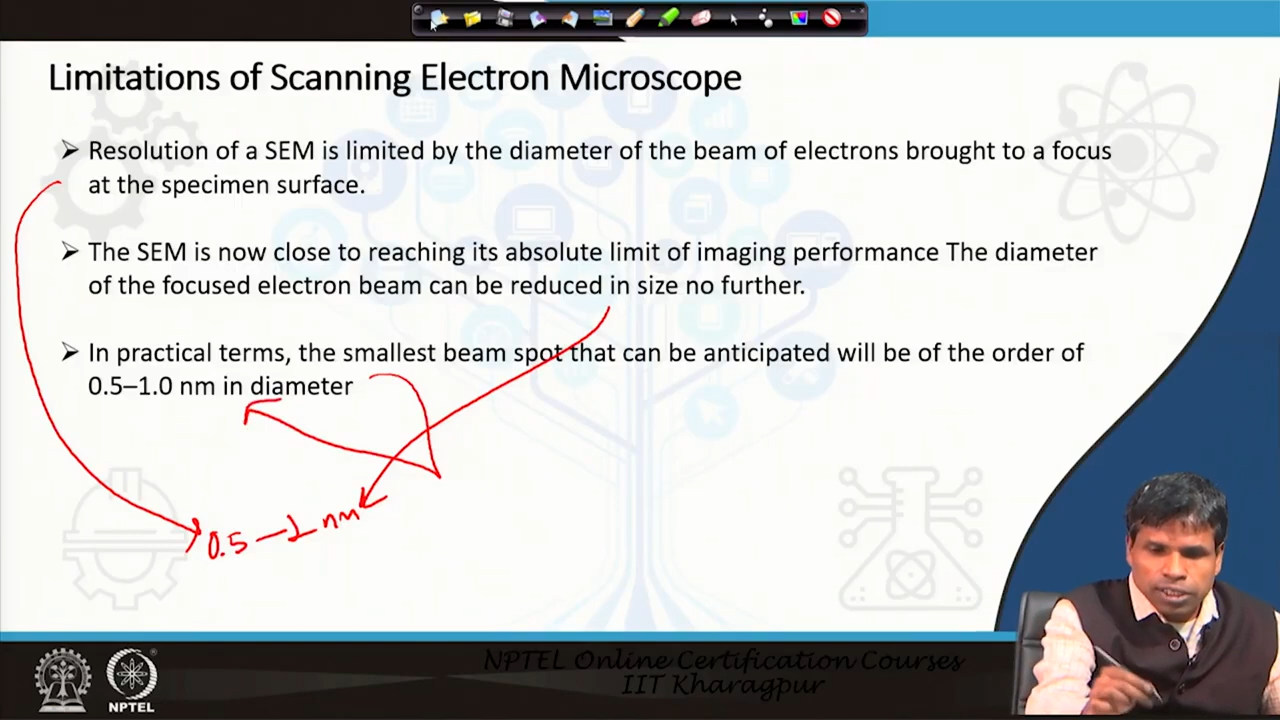 Limitations of Scanning Electron Microscope
➢ Resolution of a SEM is limited by the diameter of the beam of electrons brought to a focus
at the specimen surface.
➢ The SEM is now close to reaching its absolute limit of imaging performance The diameter
of the focused electron beam can be reduced in size no further.
➢ In practical terms, the smallest beam spot that can be anticipated will be of the order of
0.5–1.0 nm in diameter
0.5 – 1 nm
NPTEL Online Certification Courses
IIT Kharagpur
NPTEL